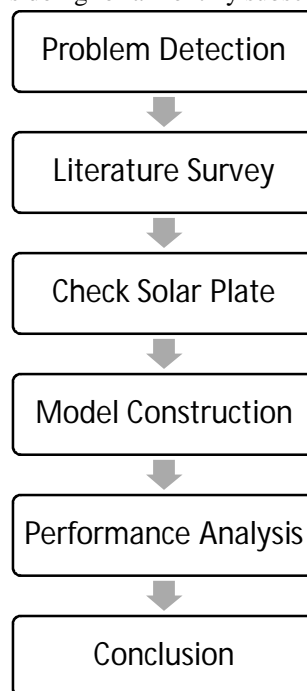 Problem Detection
Literature Survey
Check Solar Plate
Model Construction
Performance Analysis
Conclusion